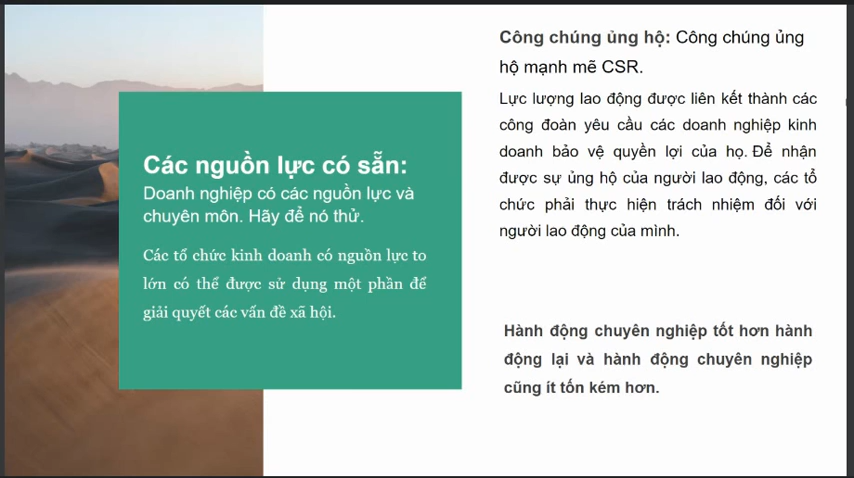 Các nguồn lực có sẵn:
Doanh nghiệp có các nguồn lực và
chuyên môn. Hãy để nó thử.
Các tổ chức kinh doanh có nguồn lực to
lớn có thể được sử dụng một phần để
giải quyết các vấn đề xã hội.
Công chúng ủng hộ: Công chúng ủng
hộ mạnh mẽ CSR.
Lực lượng lao động được liên kết thành các
công đoàn yêu cầu các doanh nghiệp kinh
doanh bảo vệ quyền lợi của họ. Để nhận
được sự ủng hộ của người lao động, các tổ
chức phải thực hiện trách nhiệm đối với
người lao động của mình.
Hành động chuyên nghiệp tốt hơn hành
động lại và hành động chuyên nghiệp
cũng ít tốn kém hơn.